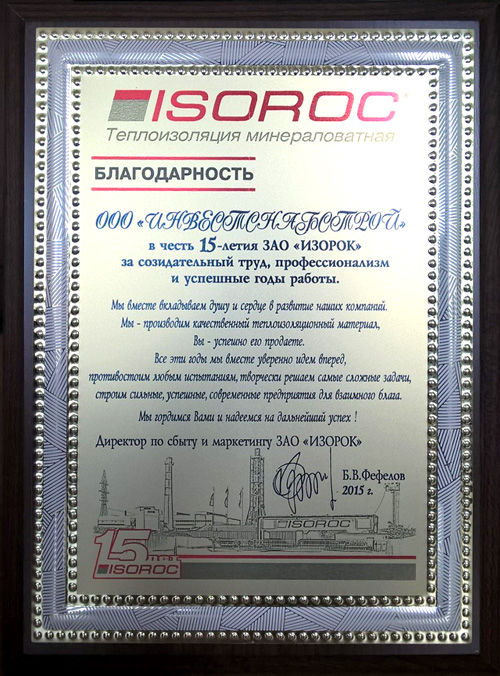 ISOROC®
Теплоизоляция минераловатная
БЛАГОДАРНОСТЬ
ООО «ИНВЕСТСНАБСТРОЙ»
в честь 15-летия ЗАО «ИЗОРОК»
за созидательный труд, профессионализм
и успешные годы работы.
Мы вместе вкладываем душу и сердце в развитие наших компаний.
Мы - производим качественный теплоизоляционный материал,
Вы - успешно его продаете.
Все эти годы мы вместе уверенно идем вперед,
противостоим любым испытаниям, творчески решаем самые сложные задачи,
строим сильные, успешные, современные предприятия для взаимного блага.
Мы гордимся Вами и надеемся на дальнейший успех !
Директор по сбыту и маркетингу ЗАО «ИЗОРОК»
Б.В.Фефелов
2015 г.
ISOROC
15
ISOROC